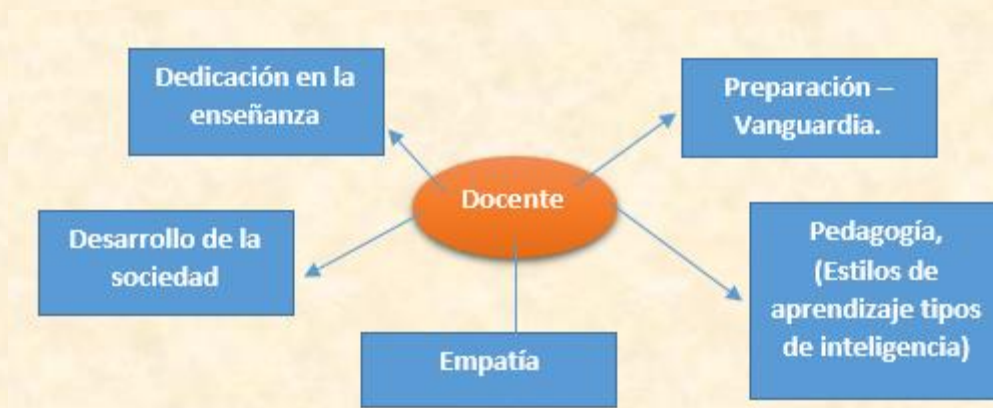 Dedicación en la
enseñanza
Preparación –
Vanguardia.
Docente
Desarrollo de la
sociedad
Pedagogía,
(Estilos de
aprendizaje tipos
de inteligencia)
Empatía